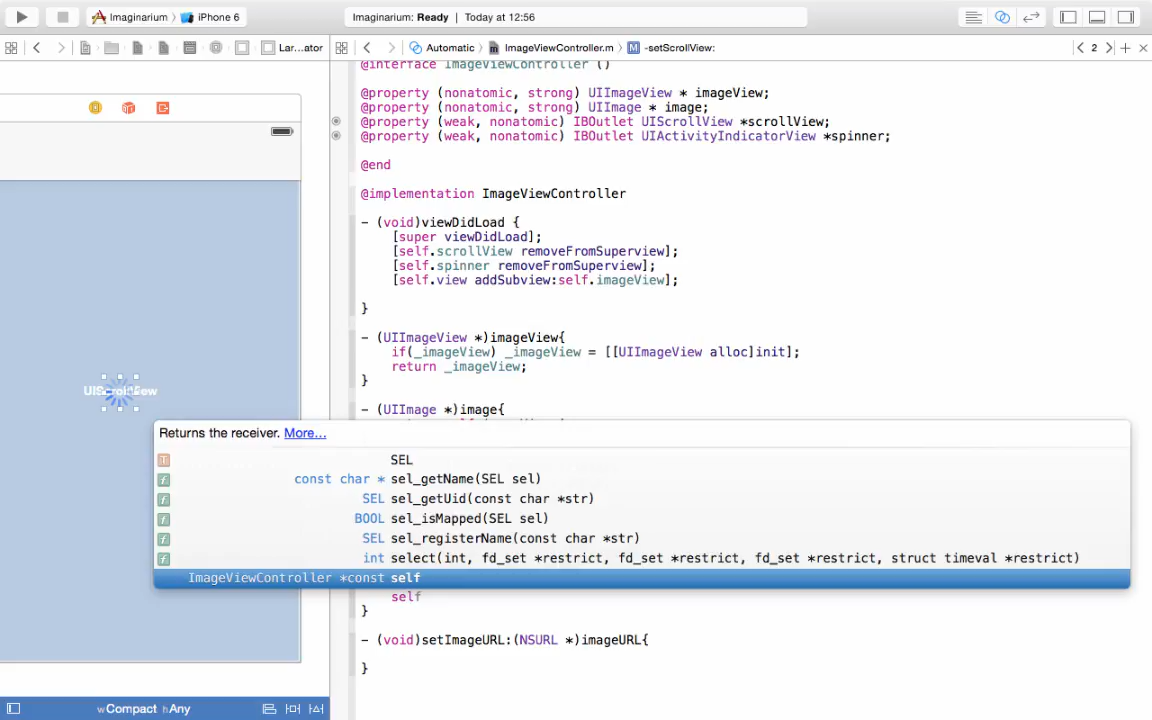 Imaginarium iPhone 6 Imaginarium: Ready | Today at 12:56
Lar...ator Automatic ImageViewController.m M -setScrollView: 2
@interface ImageViewController ()
@property (nonatomic, strong) UIImageView * imageView;
@property (nonatomic, strong) UIImage * image;
@property (weak, nonatomic) IBOutlet UIScrollView *scrollView;
@property (weak, nonatomic) IBOutlet UIActivityIndicatorView *spinner;
@end
@implementation ImageViewController
- (void)viewDidLoad {
[super viewDidLoad];
[self.scrollView removeFromSuperview];
[self.spinner removeFromSuperview];
[self.view addSubview:self.imageView];
}
- (UIImageView *)imageView{
if(_imageView) _imageView = [[UIImageView alloc]init];
return _imageView;
}
UIScrollView
- (UIImage *)image{
Returns the receiver. More...
T SEL
f const char * sel_getName(SEL sel)
f SEL sel_getUid(const char *str)
f BOOL sel_isMapped(SEL sel)
f SEL sel_registerName(const char *str)
f int select(int, fd_set *restrict, fd_set *restrict, fd_set *restrict, struct timeval *restrict)
ImageViewController *const self
self
}
- (void)setImageURL:(NSURL *)imageURL{
}
wCompact hAny